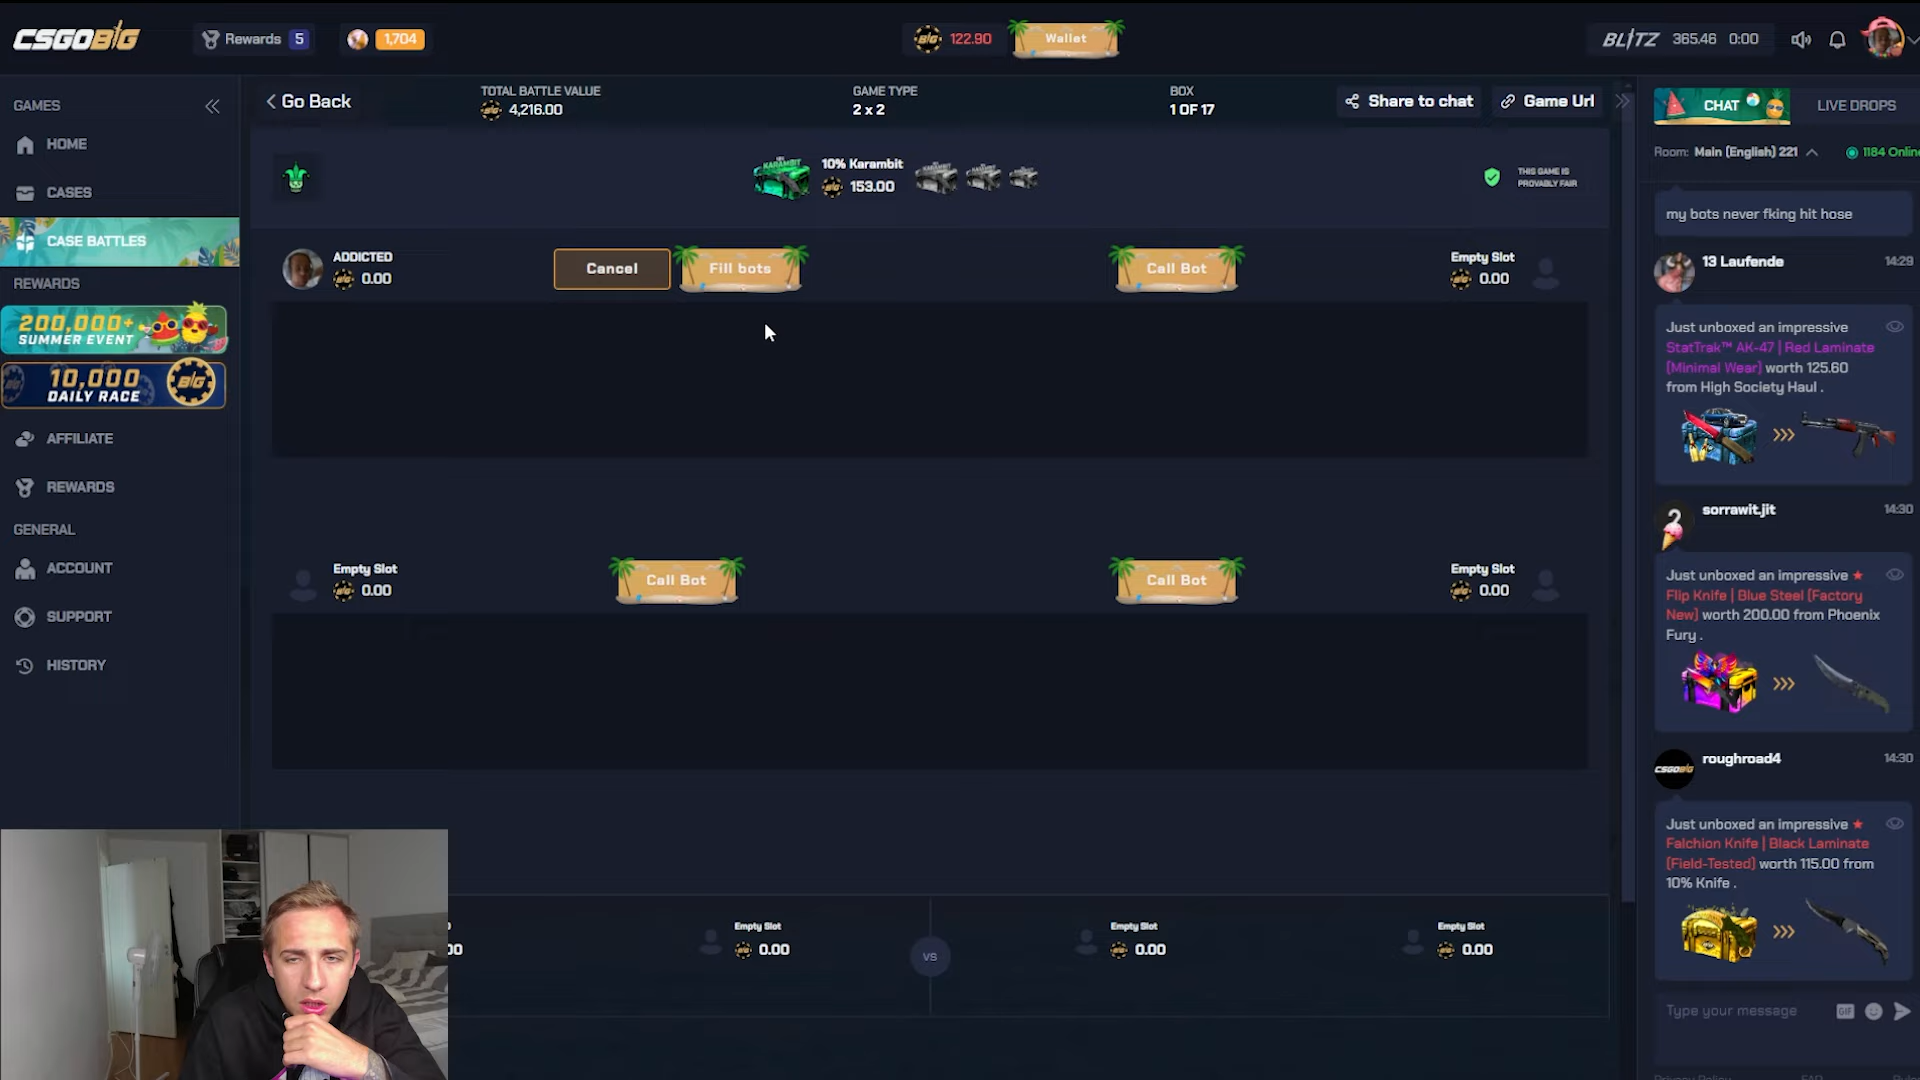 CSGOBIG
Rewards 5
1,704
BIG 122.90
Wallet
BLITZ 365.46 0:00
GAMES
HOME
CASES
CASE BATTLES
REWARDS
200,000+
SUMMER EVENT
10,000
DAILY RACE
BIG
AFFILIATE
REWARDS
GENERAL
ACCOUNT
SUPPORT
HISTORY
Go Back
TOTAL BATTLE VALUE
4,216.00
GAME TYPE
2 x 2
BOX
1 OF 17
Share to chat
Game Url
KARAMBIT
10% Karambit
153.00
THIS GAME IS
PROVABLY FAIR
ADDICTED
0.00
Cancel
Fill bots
Call Bot
Empty Slot
0.00
Empty Slot
0.00
Call Bot
Call Bot
Empty Slot
0.00
00
Empty Slot
0.00
VS
Empty Slot
0.00
Empty Slot
0.00
CHAT
LIVE DROPS
Room: Main (English) 221
1184 Online
my bots never fking hit hose
13 Laufende 14:29
Just unboxed an impressive
StatTrak™ AK-47 | Red Laminate
(Minimal Wear) worth 125.60
from High Society Haul .
sorrawit.jit 14:30
Just unboxed an impressive ★
Flip Knife | Blue Steel (Factory
New) worth 200.00 from Phoenix
Fury .
roughroad4 14:30
CSGOBIG
Just unboxed an impressive ★
Falchion Knife | Black Laminate
(Field-Tested) worth 115.00 from
10% Knife .
Type your message
GIF
Privacy Policy FAQ